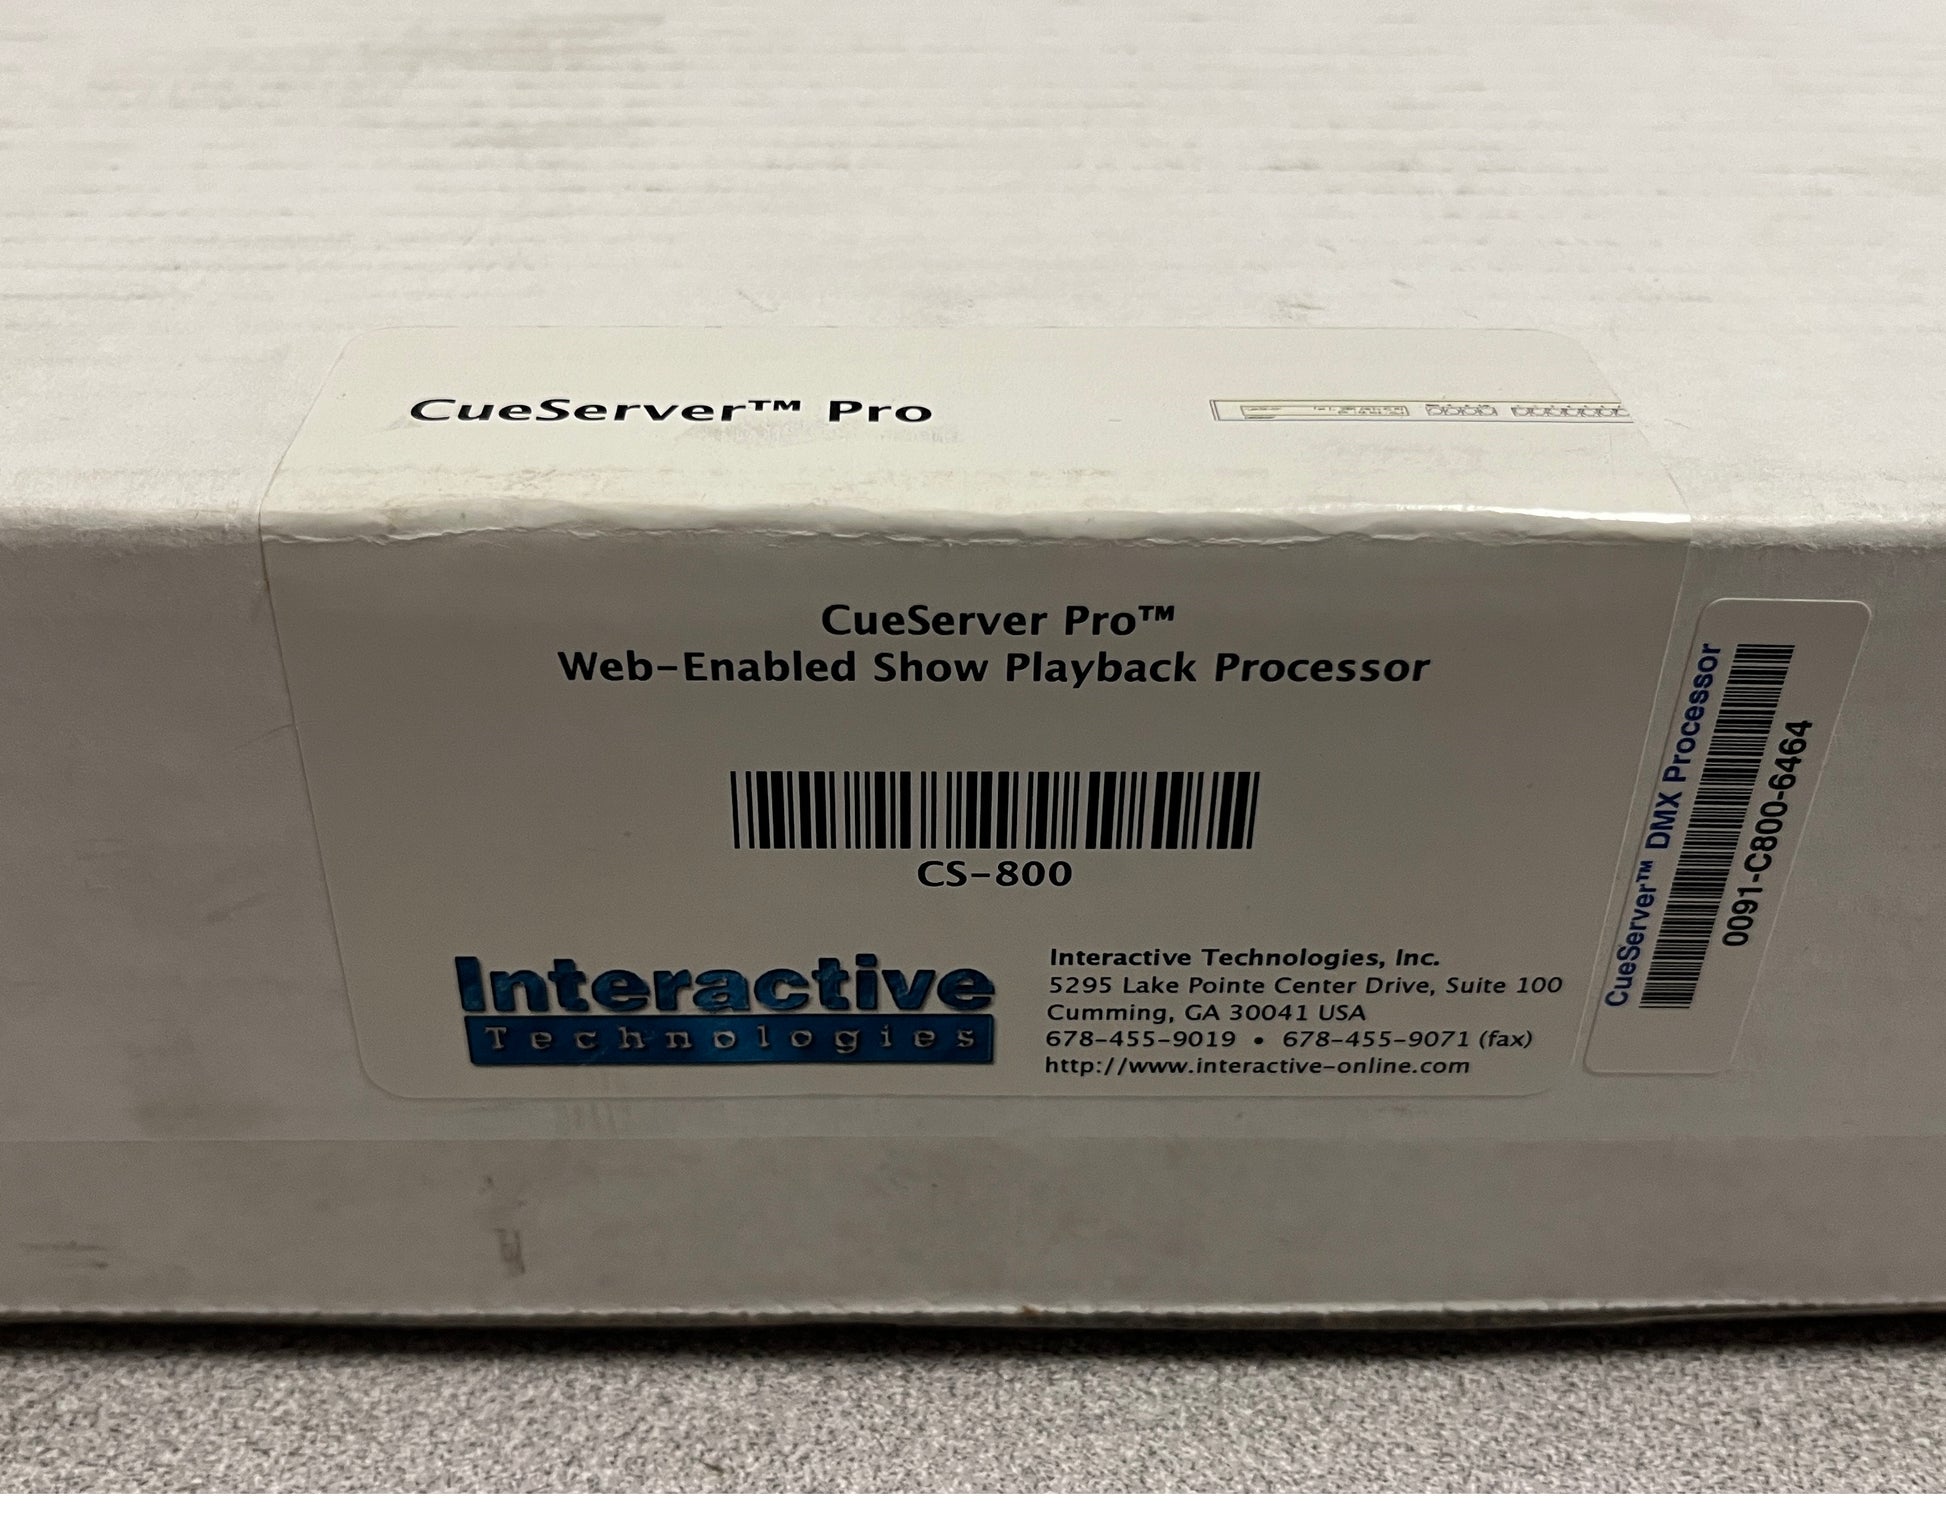 CueServer™ Pro
CueServer Pro™
Web-Enabled Show Playback Processor
CS-800
Interactive
Technologies
Interactive Technologies, Inc.
5295 Lake Pointe Center Drive, Suite 100
Cumming, GA 30041 USA
678-455-9019 • 678-455-9071 (fax)
http://www.interactive-online.com
CueServer™ DMX Processor
0091-C800-6464